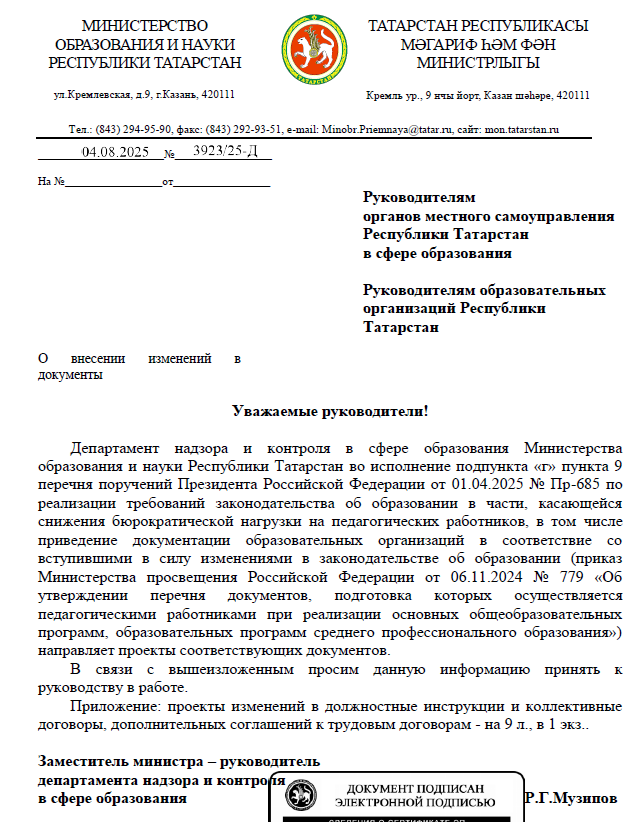 МИНИСТЕРСТВО
ОБРАЗОВАНИЯ И НАУКИ
РЕСПУБЛИКИ ТАТАРСТАН
ул.Кремлевская, д.9, г.Казань, 420111
ТАТАРСТАН
ТАТАРСТАН РЕСПУБЛИКАСЫ
МӘГАРИФ ҺӘМ ФӘН
МИНИСТРЛЫГЫ
Кремль ур., 9 нчы йорт, Казан шәһәре, 420111
Тел.: (843) 294-95-90, факс: (843) 292-93-51, e-mail: Minobr.Priemnaya@tatar.ru, сайт: mon.tatarstan.ru
04.08.2025 № 3923/25-Д
На №________________от________________
Руководителям
органов местного самоуправления
Республики Татарстан
в сфере образования
Руководителям образовательных
организаций Республики
Татарстан
О внесении изменений в
документы
Уважаемые руководители!
Департамент надзора и контроля в сфере образования Министерства
образования и науки Республики Татарстан во исполнение подпункта «г» пункта 9
перечня поручений Президента Российской Федерации от 01.04.2025 № Пр-685 по
реализации требований законодательства об образовании в части, касающейся
снижения бюрократической нагрузки на педагогических работников, в том числе
приведение документации образовательных организаций в соответствие со
вступившими в силу изменениями в законодательстве об образовании (приказ
Министерства просвещения Российской Федерации от 06.11.2024 № 779 «Об
утверждении перечня документов, подготовка которых осуществляется
педагогическими работниками при реализации основных общеобразовательных
программ, образовательных программ среднего профессионального образования»)
направляет проекты соответствующих документов.
В связи с вышеизложенным просим данную информацию принять к
руководству в работе.
Приложение: проекты изменений в должностные инструкции и коллективные
договоры, дополнительных соглашений к трудовым договорам - на 9 л., в 1 экз..
Заместитель министра – руководитель
департамента надзора и контроля
в сфере образования
Р.Г.Музипов
ДОКУМЕНТ ПОДПИСАН
ЭЛЕКТРОННОЙ ПОДПИСЬЮ